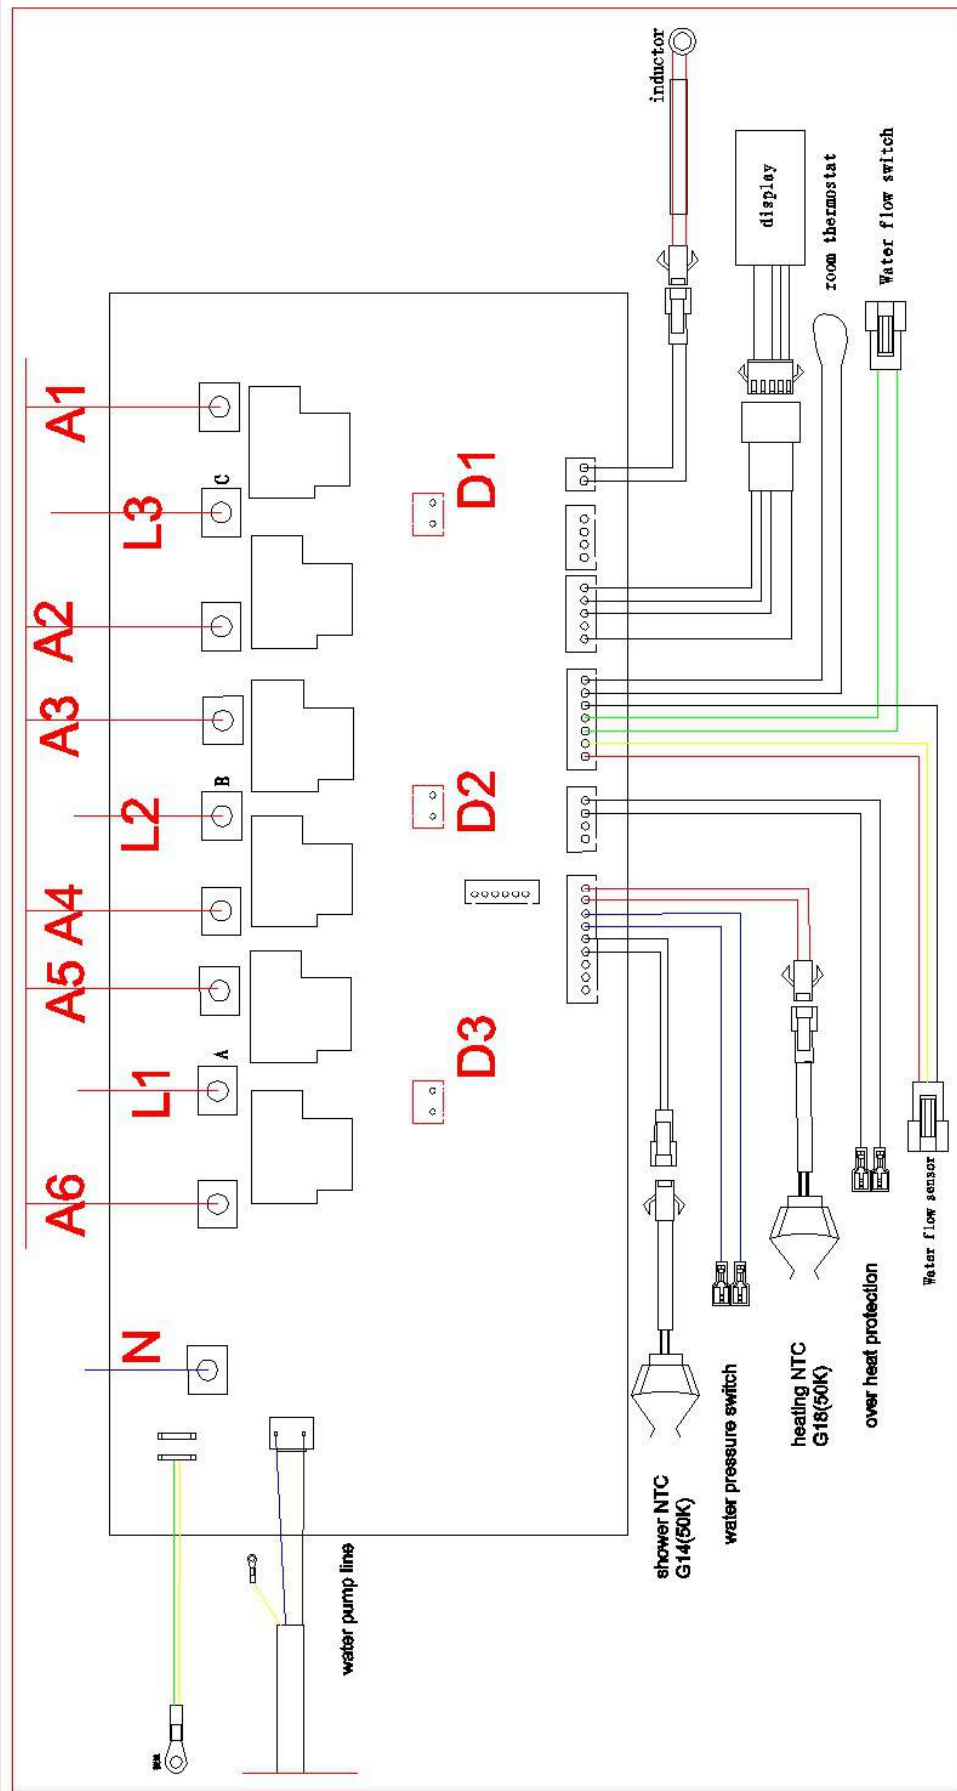 A1
L3
A2
A3
L2
A4
A5
L1
A6
N
C
B
A
D1
D2
D3
inductor
display
room thermostat
Water flow switch
Water flow sensor
over heat protection
heating NTC
G18(50K)
water pressure switch
shower NTC
G14(50K)
water pump line